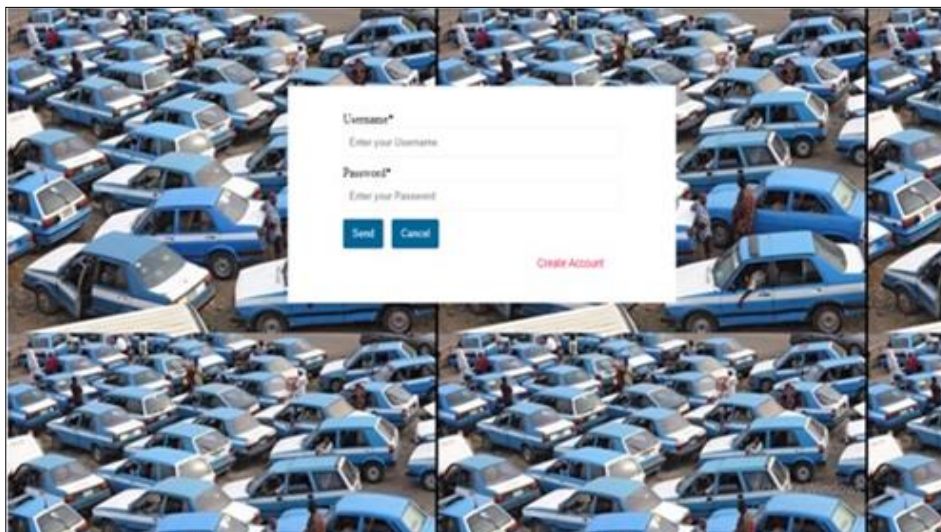 Username*
Enter your Username
Password*
Enter your Password
Send Cancel
Create Account